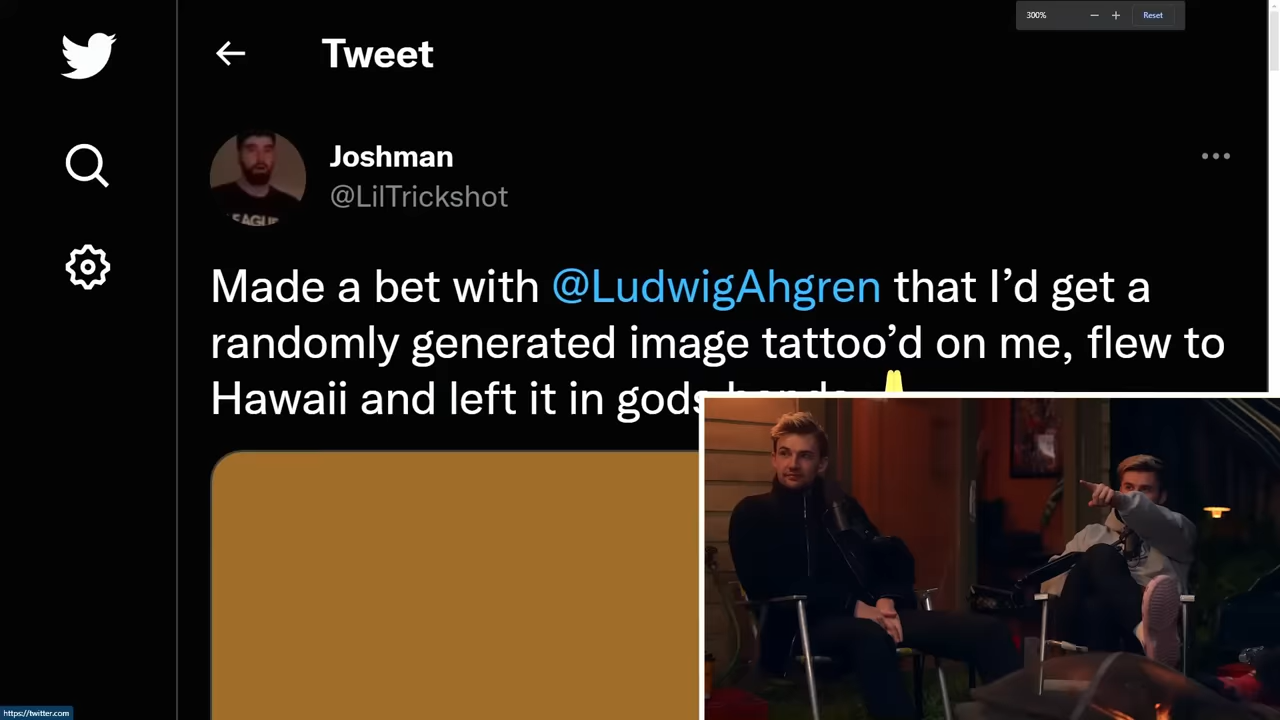 300%
Reset
Tweet
Joshman
@LilTrickshot
Made a bet with @LudwigAhgren that I’d get a
randomly generated image tattoo’d on me, flew to
Hawaii and left it in gods
https://twitter.com